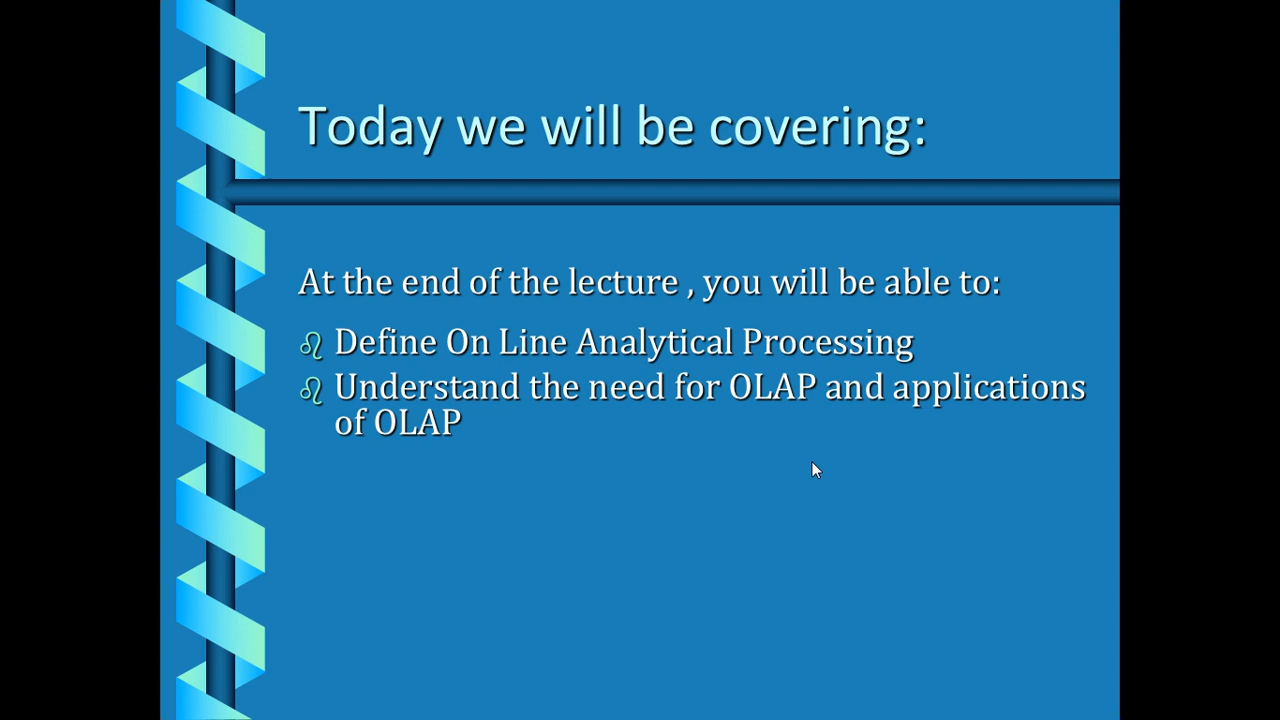 Today we will be covering:
At the end of the lecture , you will be able to:
♌ Define On Line Analytical Processing
♌ Understand the need for OLAP and applications
of OLAP